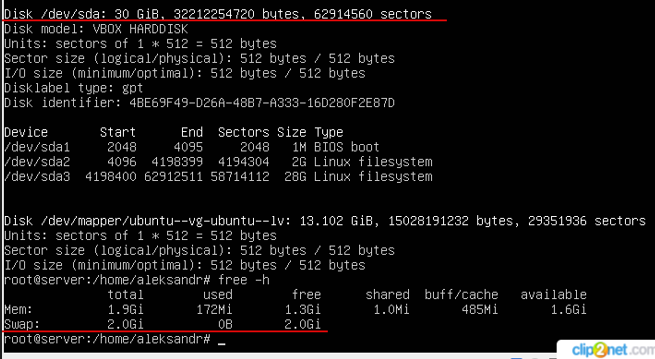 Disk /dev/sda: 30 GiB, 32212254720 bytes, 62914560 sectors
Disk model: VBOX HARDDISK
Units: sectors of 1 * 512 = 512 bytes
Sector size (logical/physical): 512 bytes / 512 bytes
I/O size (minimum/optimal): 512 bytes / 512 bytes
Disklabel type: gpt
Disk identifier: 4BE69F49-D26A-48B7-A333-16D280F2E87D
Device Start End Sectors Size Type
/dev/sda1 2048 4095 2048 1M BIOS boot
/dev/sda2 4096 4198399 4194304 2G Linux filesystem
/dev/sda3 4198400 62912511 58714112 28G Linux filesystem
Disk /dev/mapper/ubuntu--vg-ubuntu--lv: 13.102 GiB, 15028191232 bytes, 29351936 sectors
Units: sectors of 1 * 512 = 512 bytes
Sector size (logical/physical): 512 bytes / 512 bytes
I/O size (minimum/optimal): 512 bytes / 512 bytes
root@server:/home/aleksandr# free -h
total used free shared buff/cache available
Mem: 1.9Gi 172Mi 1.3Gi 1.0Mi 485Mi 1.6Gi
Swap: 2.0Gi 0B 2.0Gi
root@server:/home/aleksandr# _
clip2net.com